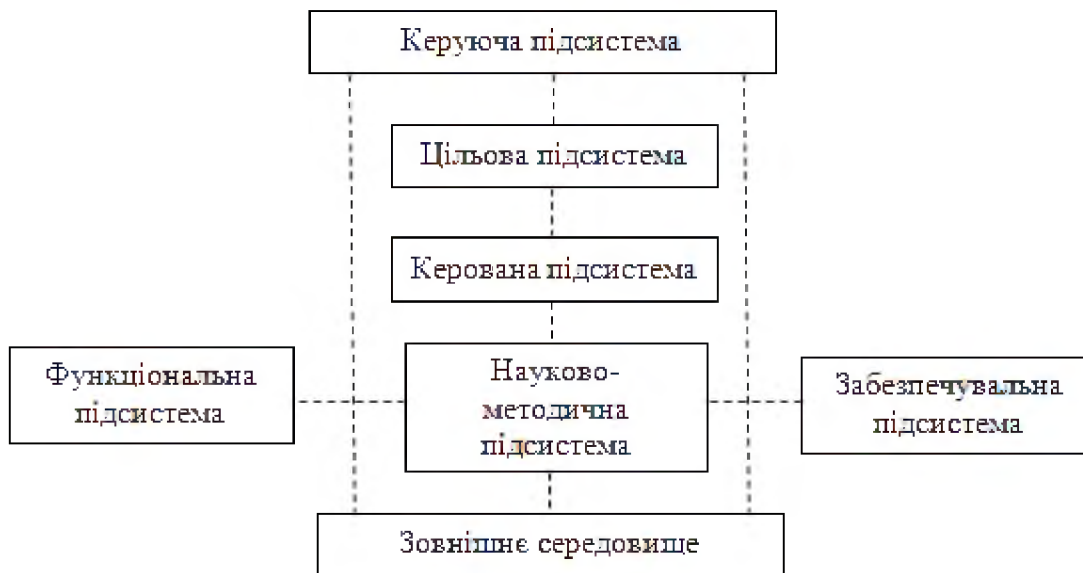 Керуюча підсистема
Цільова підсистема
Керована підсистема
Функціональна
підсистема
Науково-
методична
підсистема
Забезпечувальна
підсистема
Зовнішнє середовище